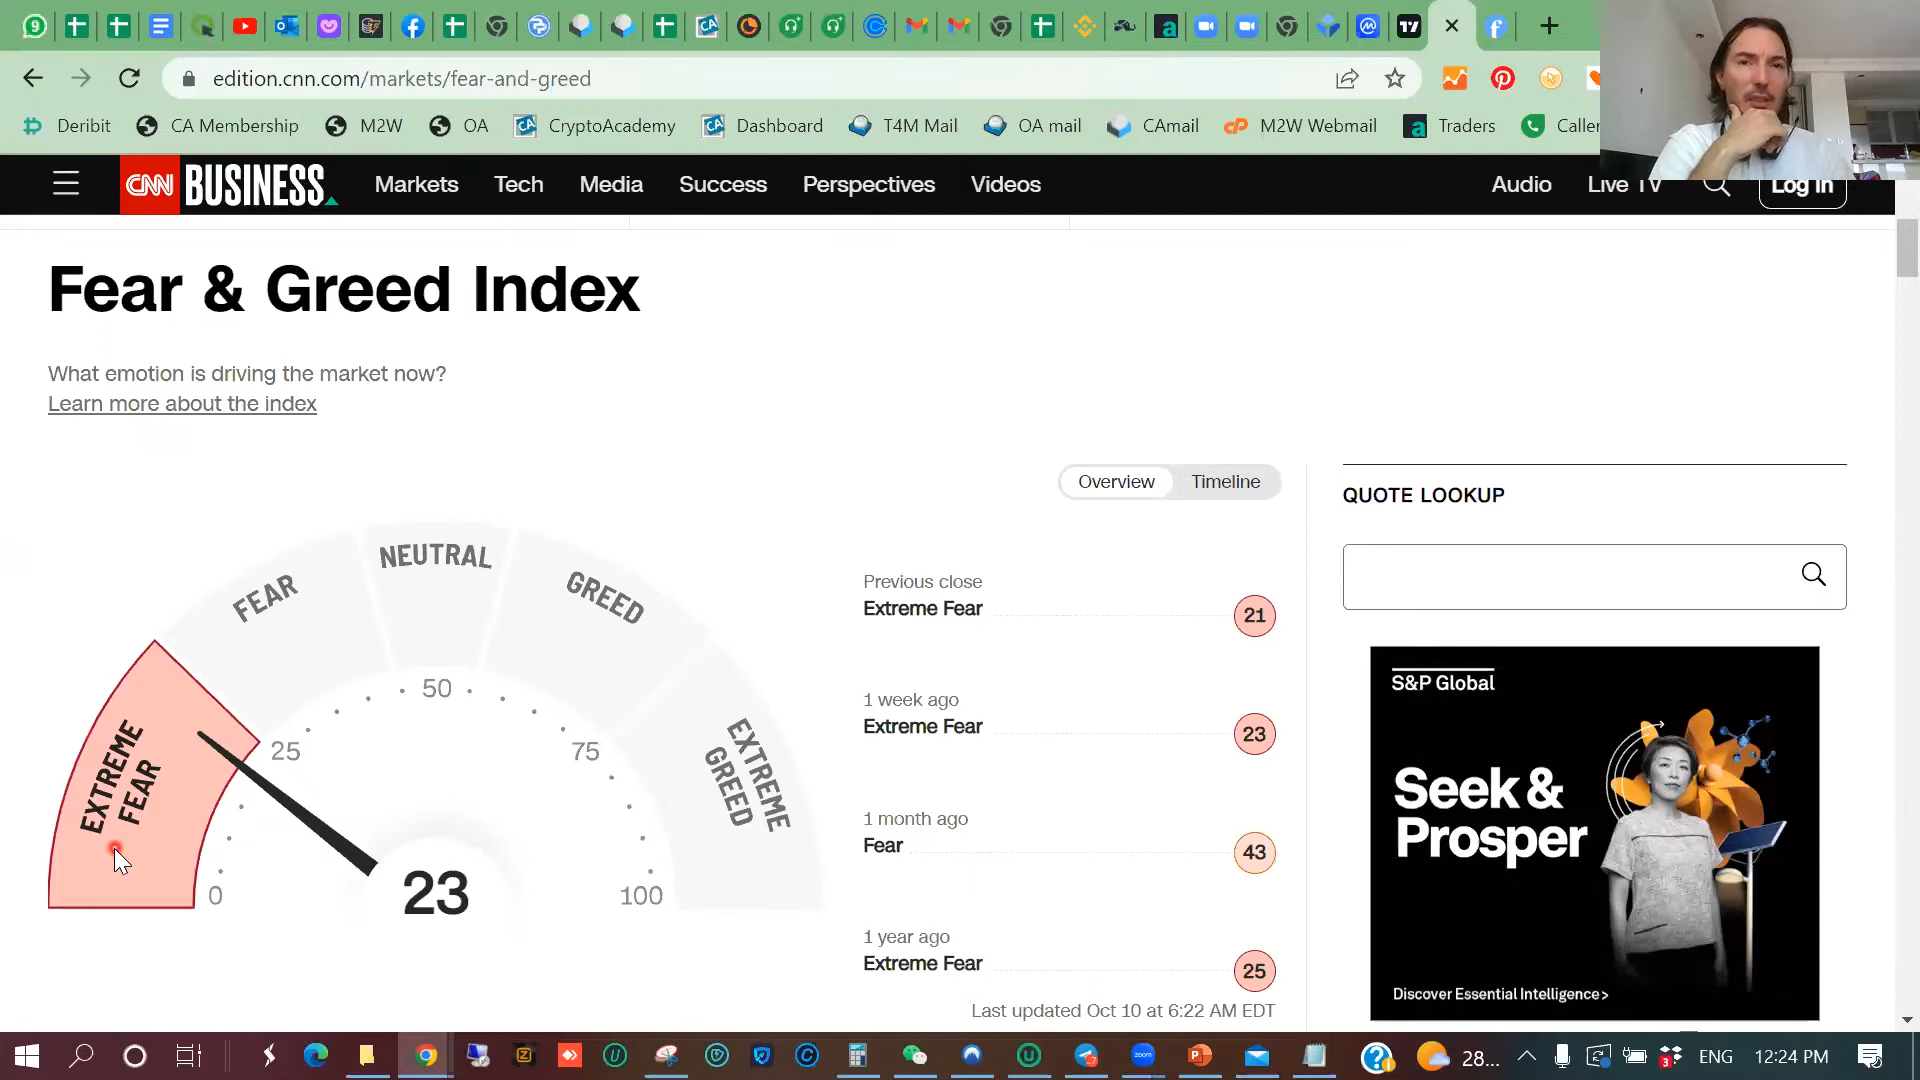 edition.cnn.com/markets/fear-and-greed
Deribit
CA Membership
M2W
OA
CryptoAcademy
Dashboard
T4M Mail
OA mail
CAmail
M2W Webmail
Traders
Caller
CNN BUSINESS
Markets
Tech
Media
Success
Perspectives
Videos
Audio
Live TV
Log In
Fear & Greed Index
What emotion is driving the market now?
Learn more about the index
Overview
Timeline
QUOTE LOOKUP
EXTREME
FEAR
FEAR
NEUTRAL
GREED
EXTREME
GREED
0
25
50
75
100
23
Previous close
Extreme Fear
21
1 week ago
Extreme Fear
23
1 month ago
Fear
43
1 year ago
Extreme Fear
25
Last updated Oct 10 at 6:22 AM EDT
S&P Global
Seek &
Prosper
Discover Essential Intelligence>
28...
ENG
12:24 PM